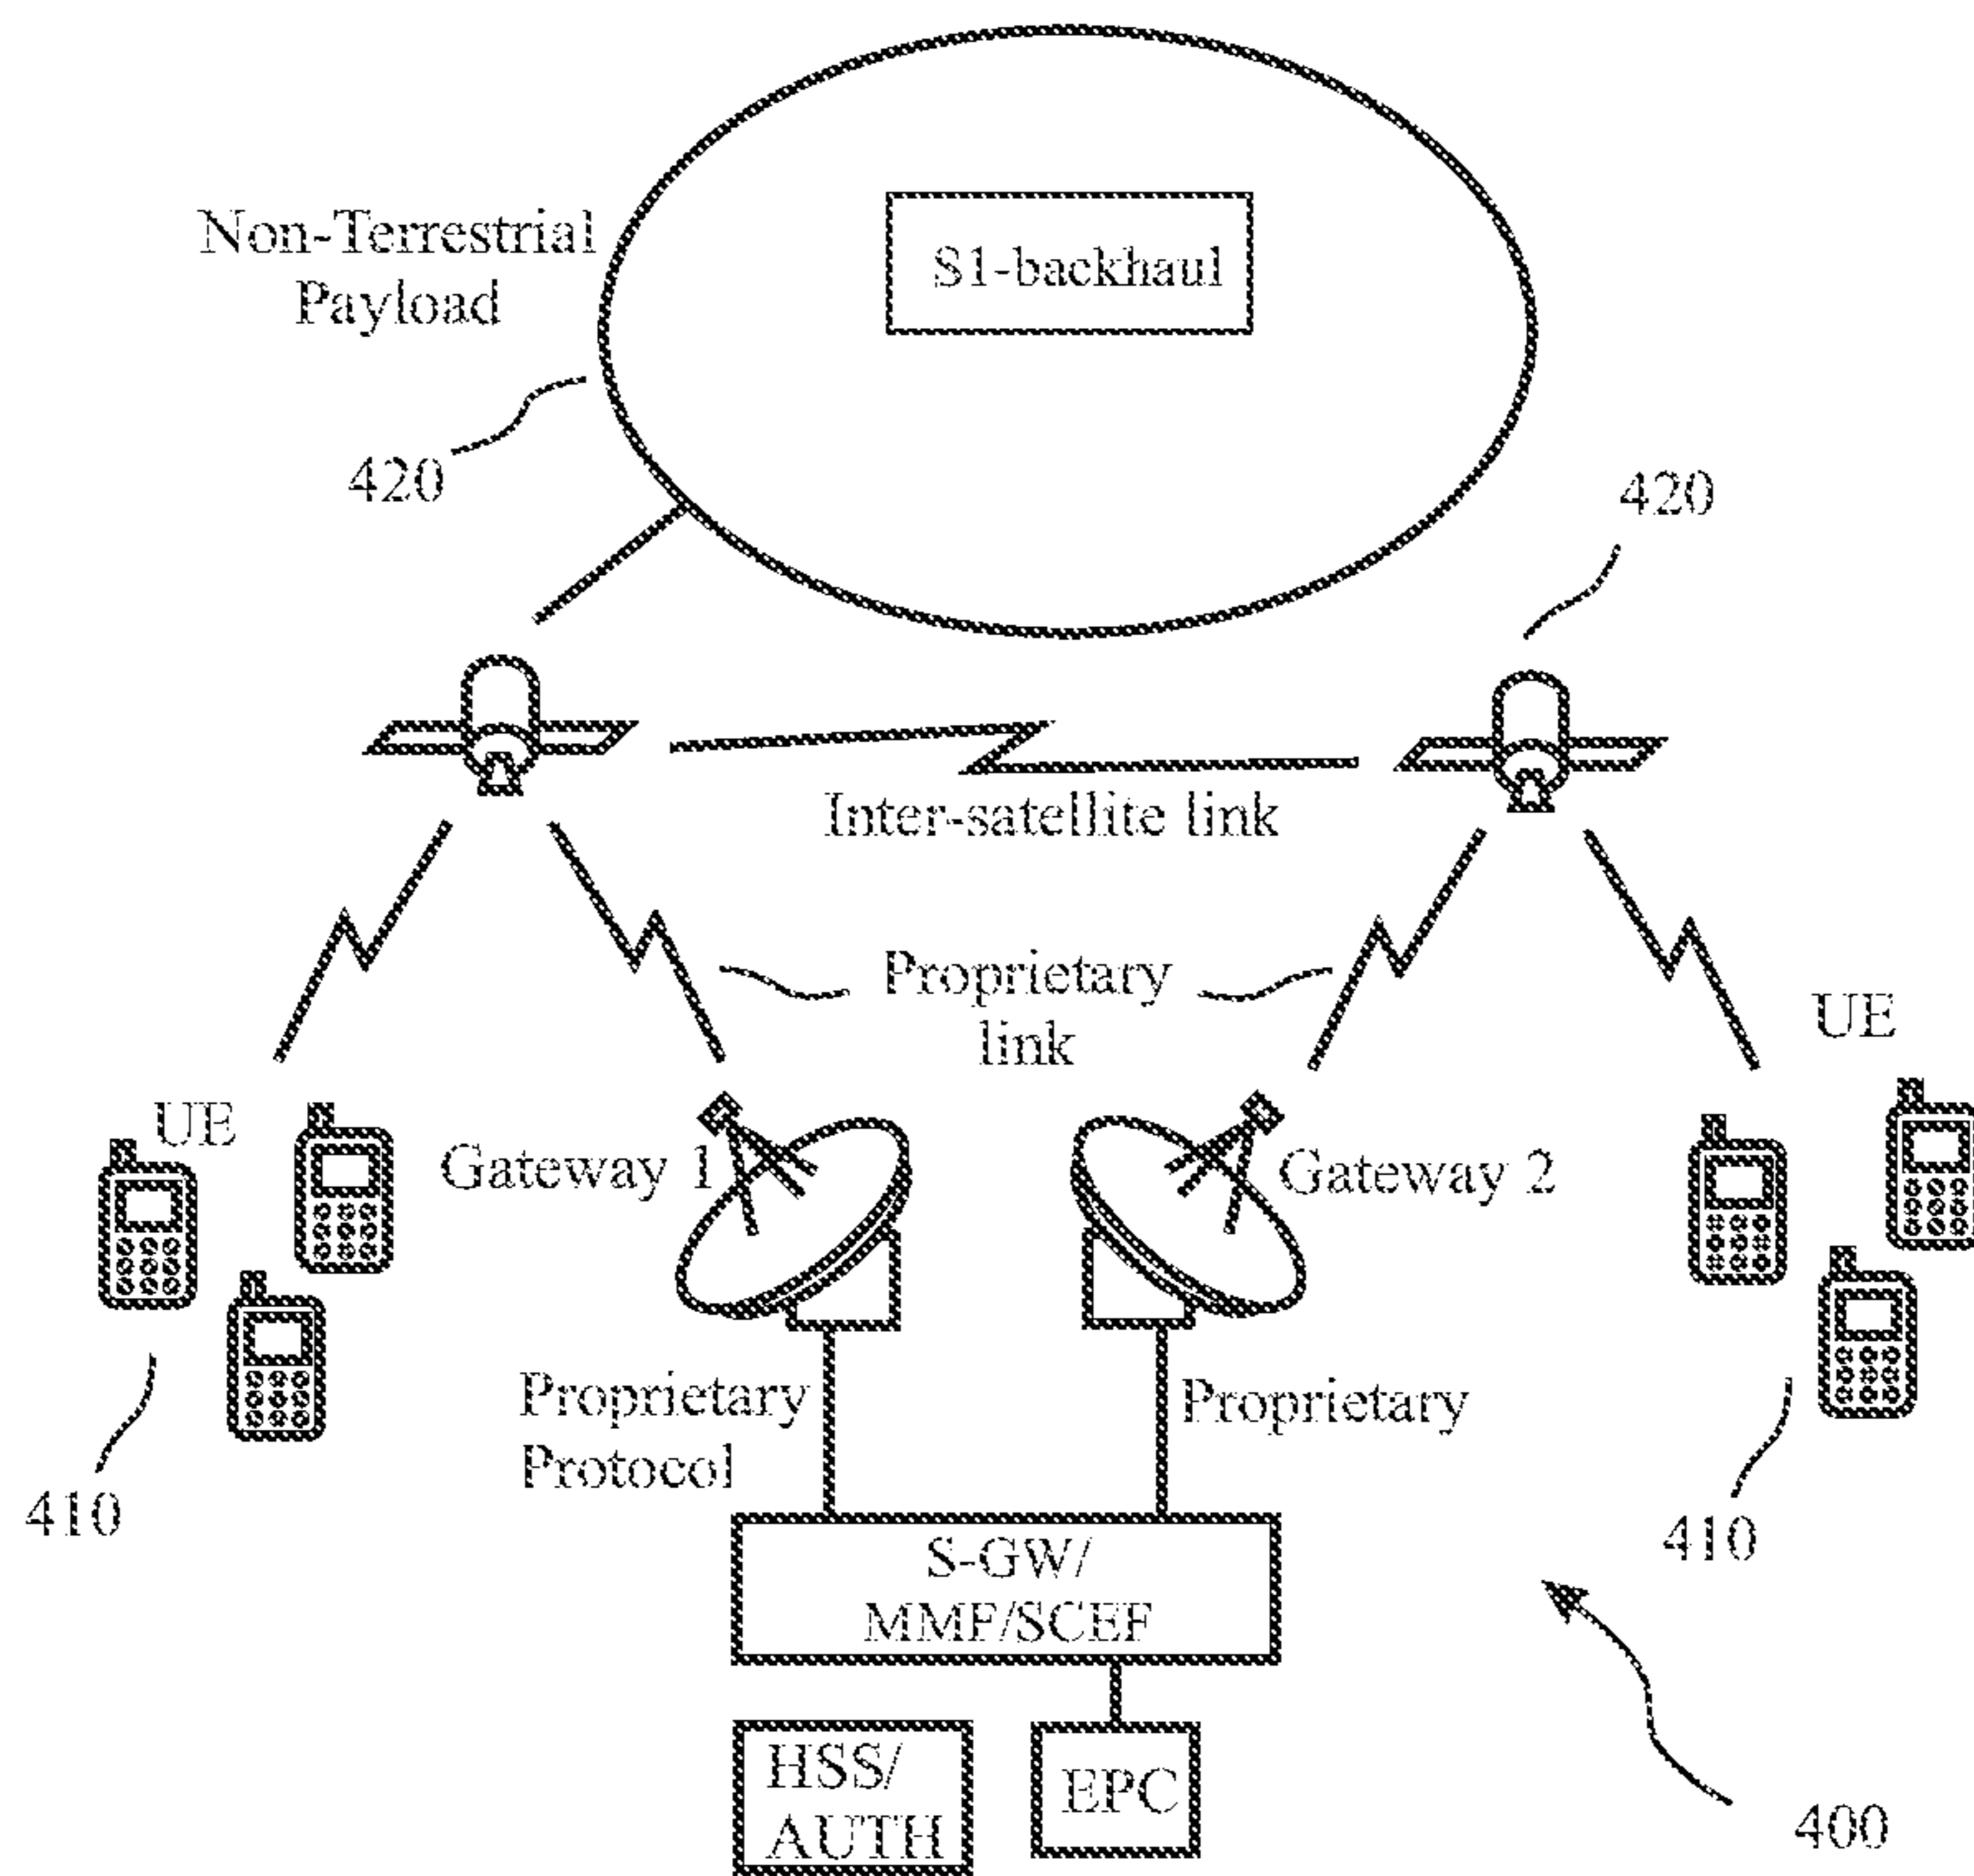 Non-Terrestrial
Payload
S1-backhaul
420
420
Inter-satellite link
Proprietary
link
UE
UE
Gateway 1
Gateway 2
Proprietary
Protocol
Proprietary
410
410
S-GW/
MMF/SCEF
HSS/
AUTH
EPC
400